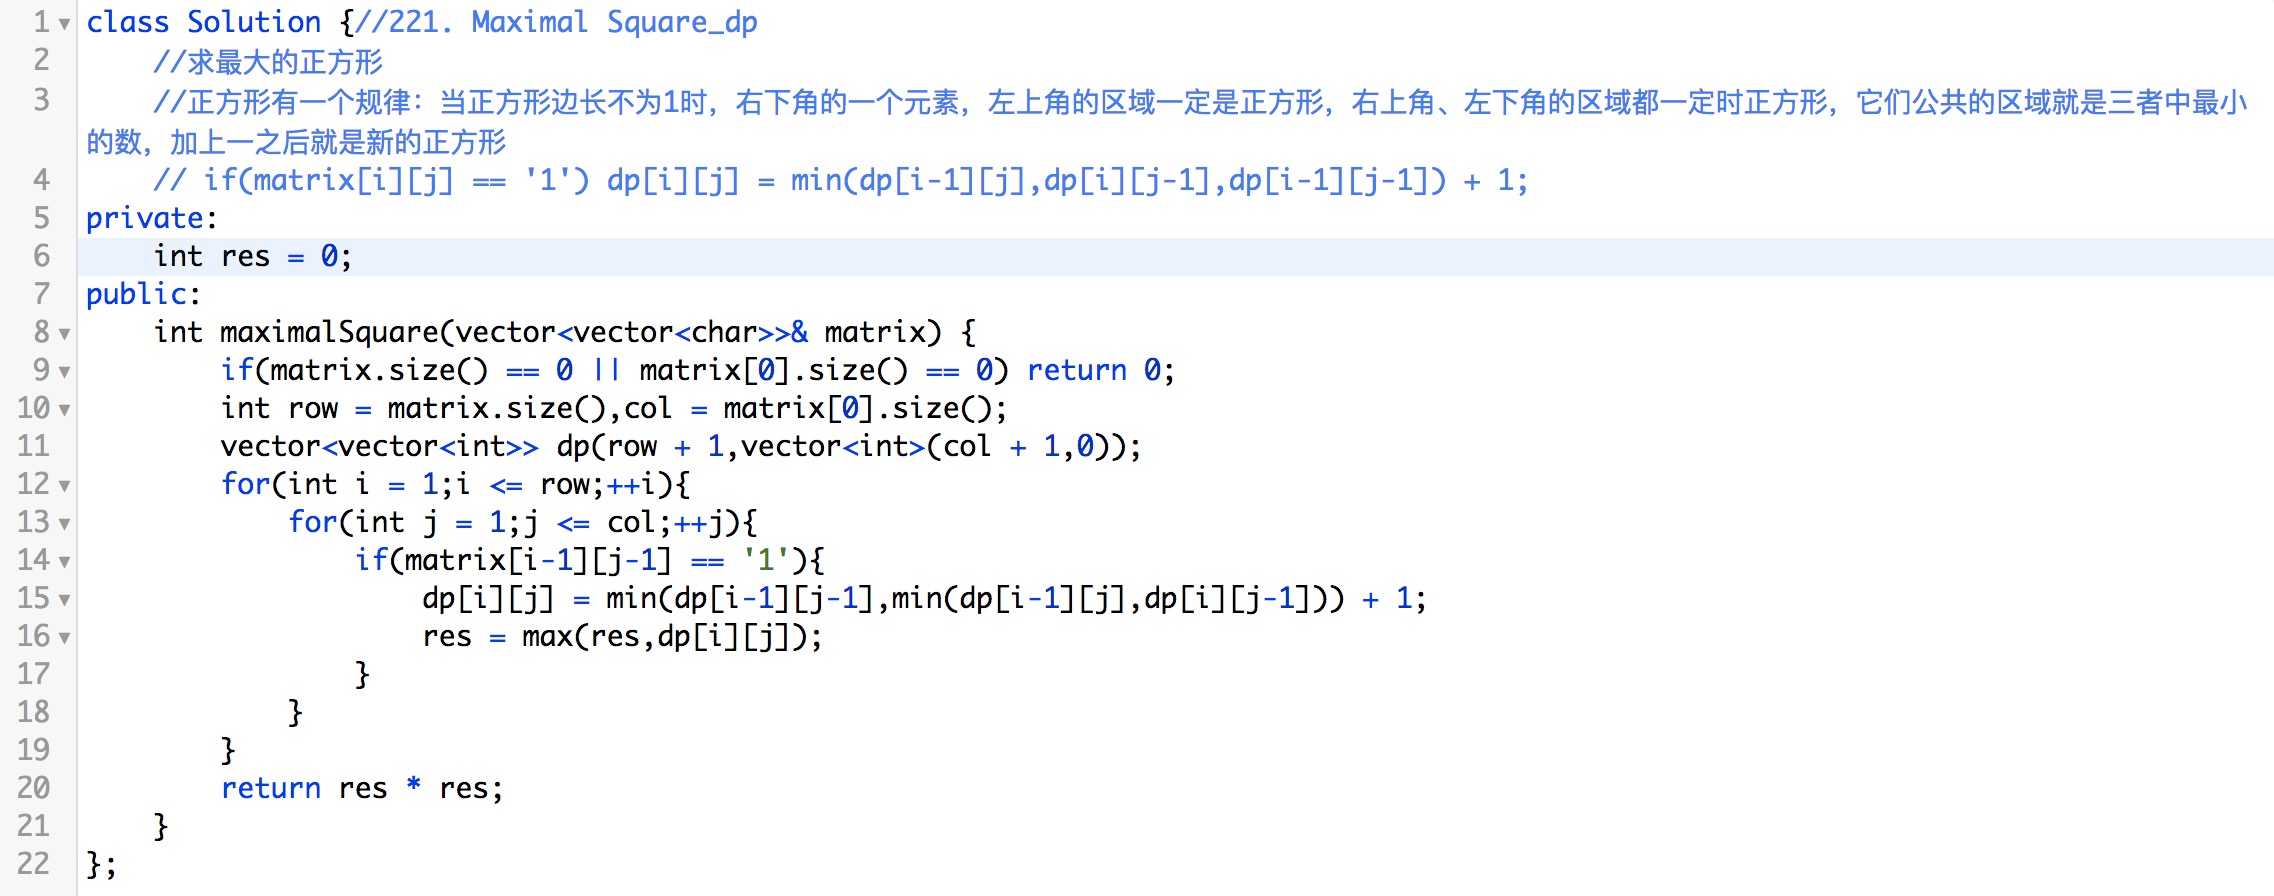 1 class Solution {//221. Maximal Square_dp
2     //求最大的正方形
3     //正方形有一个规律：当正方形边长不为1时，右下角的一个元素，左上角的区域一定是正方形，右上角、左下角的区域都一定时正方形，它们公共的区域就是三者中最小
的数，加上一之后就是新的正方形
4     // if(matrix[i][j] == '1') dp[i][j] = min(dp[i-1][j],dp[i][j-1],dp[i-1][j-1]) + 1;
5 private:
6     int res = 0;
7 public:
8     int maximalSquare(vector<vector<char>>& matrix) {
9         if(matrix.size() == 0 || matrix[0].size() == 0) return 0;
10         int row = matrix.size(),col = matrix[0].size();
11         vector<vector<int>> dp(row + 1,vector<int>(col + 1,0));
12         for(int i = 1;i <= row;++i){
13             for(int j = 1;j <= col;++j){
14                 if(matrix[i-1][j-1] == '1'){
15                     dp[i][j] = min(dp[i-1][j-1],min(dp[i-1][j],dp[i][j-1])) + 1;
16                     res = max(res,dp[i][j]);
17                 }
18             }
19         }
20         return res * res;
21     }
22 };